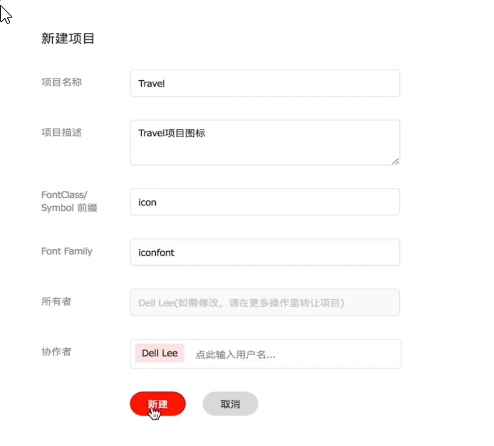 新建项目
项目名称
Travel
项目描述
Travel项目图标
FontClass/
Symbol 前缀
icon
Font Family
iconfont
所有者
Dell Lee(如需修改，请在更多操作里转让项目)
协作者
Dell Lee 点此输入用户名...
新建 取消